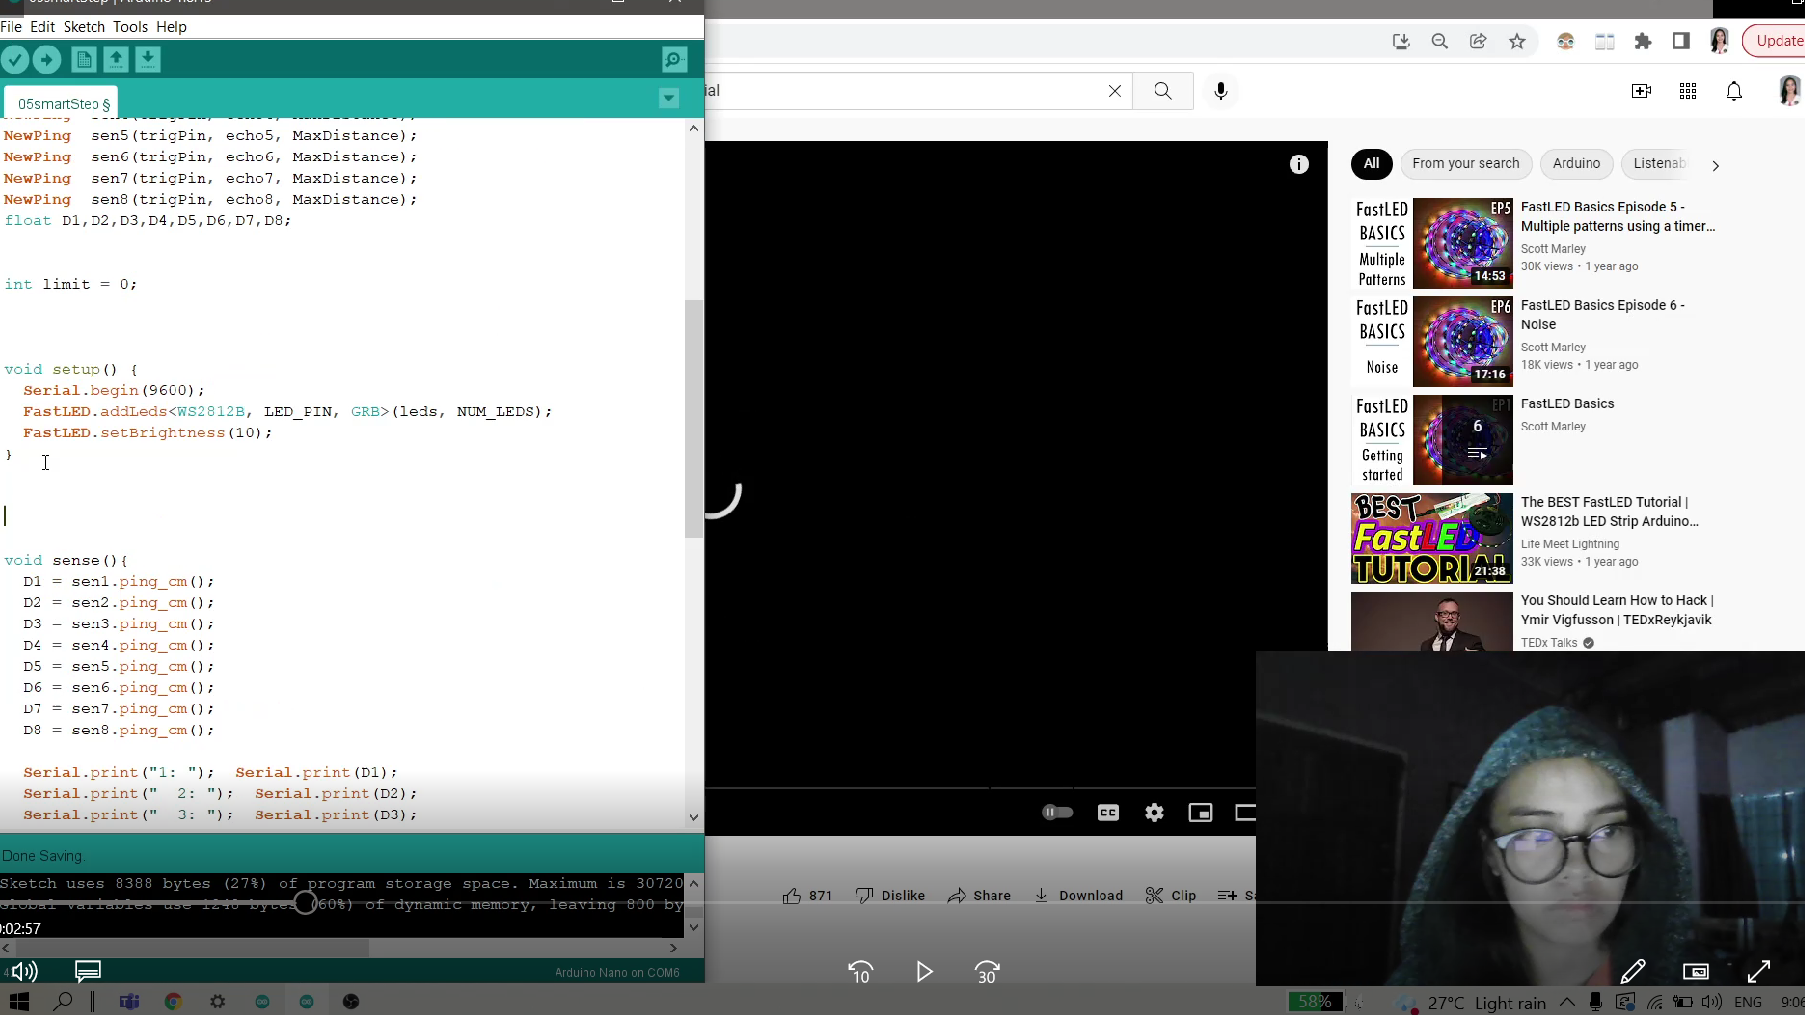 File Edit Sketch Tools Help
05smartStep §
NewPing sen5(trigPin, echo5, MaxDistance);
NewPing sen6(trigPin, echo6, MaxDistance);
NewPing sen7(trigPin, echo7, MaxDistance);
NewPing sen8(trigPin, echo8, MaxDistance);
float D1,D2,D3,D4,D5,D6,D7,D8;
int limit = 0;
void setup() {
Serial.begin(9600);
FastLED.addLeds<WS2812B, LED_PIN, GRB>(leds, NUM_LEDS);
FastLED.setBrightness(10);
}
void sense(){
D1 = sen1.ping_cm();
D2 = sen2.ping_cm();
D3 = sen3.ping_cm();
D4 = sen4.ping_cm();
D5 = sen5.ping_cm();
D6 = sen6.ping_cm();
D7 = sen7.ping_cm();
D8 = sen8.ping_cm();
Serial.print("1: "); Serial.print(D1);
Serial.print("  2: "); Serial.print(D2);
Serial.print("  3: "); Serial.print(D3);
Done Saving.
Sketch uses 8388 bytes (27%) of program storage space. Maximum is 30720
Global variables use 1248 bytes (60%) of dynamic memory, leaving 800 by
0:02:57
Arduino Nano on COM6
Update
ial
All From your search Arduino Listenab
FastLED BASICS Multiple Patterns EP5 14:53
FastLED Basics Episode 5 -
Multiple patterns using a timer...
Scott Marley
30K views • 1 year ago
FastLED BASICS Noise EP6 17:16
FastLED Basics Episode 6 -
Noise
Scott Marley
18K views • 1 year ago
FastLED BASICS Getting started EP1 6
FastLED Basics
Scott Marley
BEST FastLED TUTORIAL 21:38
The BEST FastLED Tutorial |
WS2812b LED Strip Arduino...
Life Meet Lightning
33K views • 1 year ago
You Should Learn How to Hack |
Ymir Vigfusson | TEDxReykjavik
TEDx Talks
CC
871 Dislike Share Download Clip
10 30
58% 27°C Light rain ENG 9:06